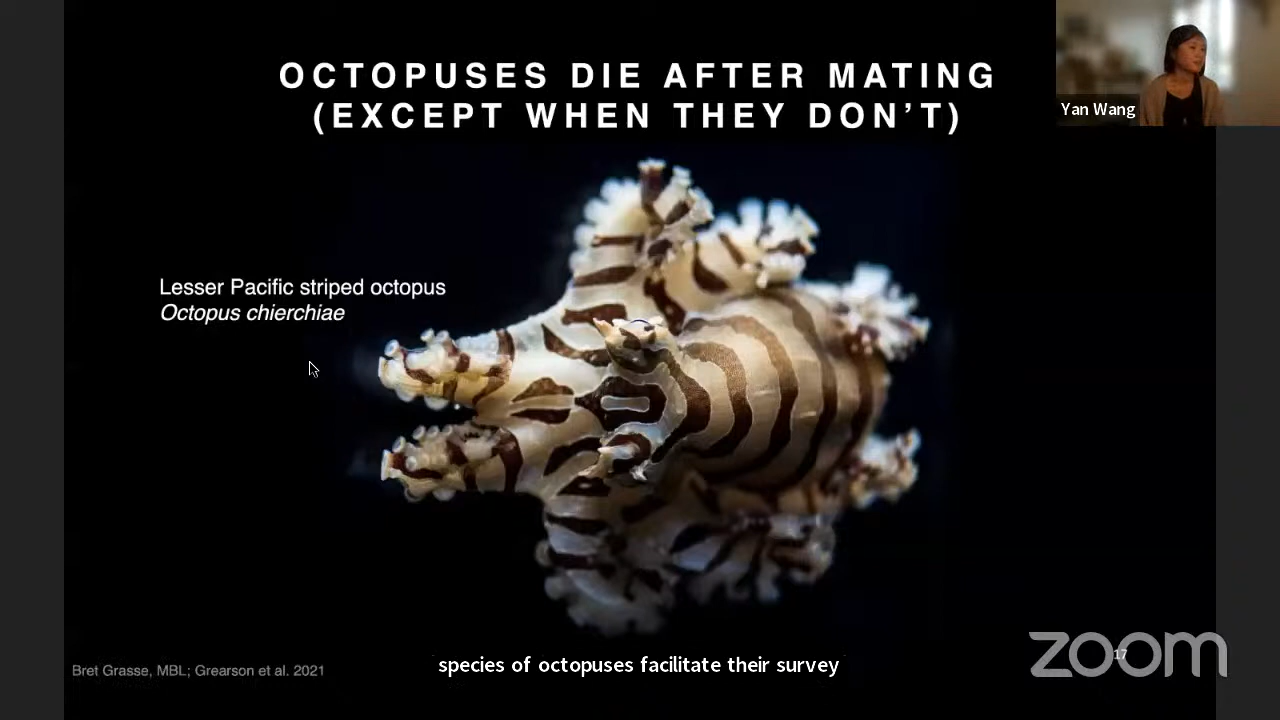 OCTOPUSES DIE AFTER MATING
(EXCEPT WHEN THEY DON'T)
Yan Wang
Lesser Pacific striped octopus
Octopus chierchiae
Bret Grasse, MBL; Grearson et al. 2021
species of octopuses facilitate their survey
17
zoom